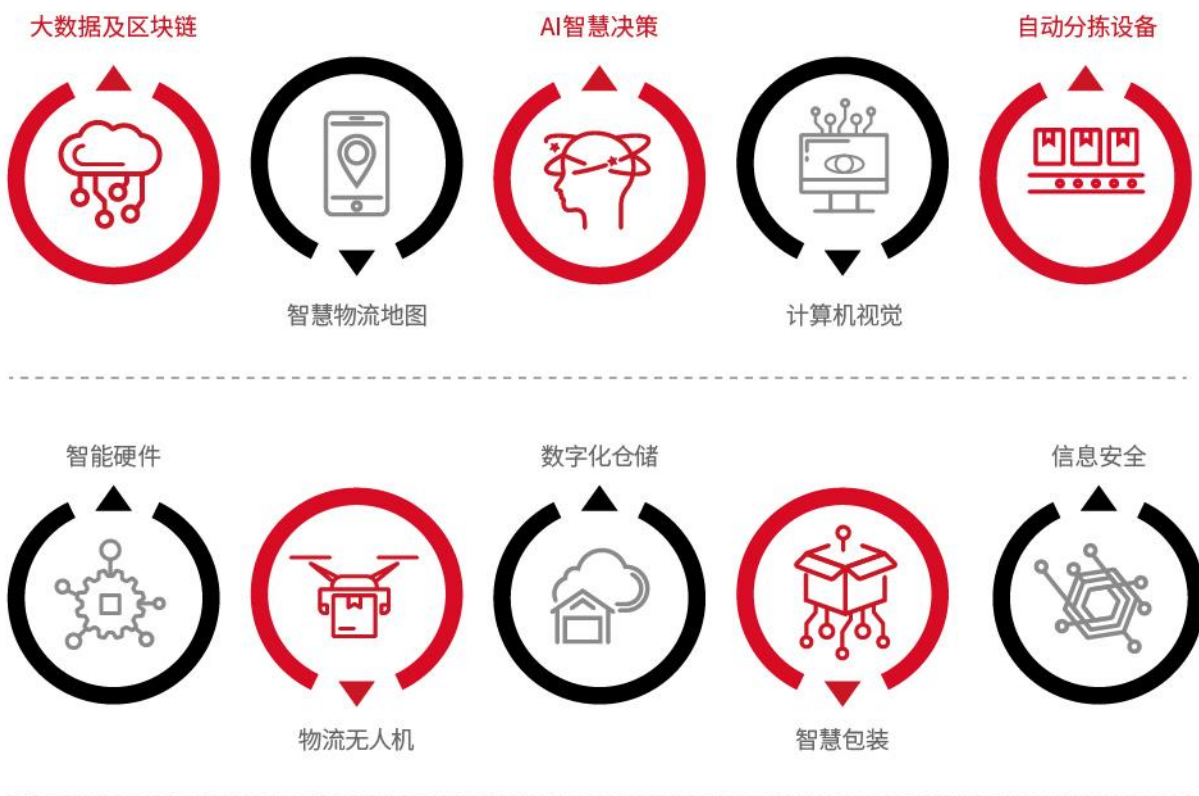 大数据及区块链
AI智慧决策
自动分拣设备
智慧物流地图
计算机视觉
智能硬件
数字化仓储
信息安全
物流无人机
智慧包装